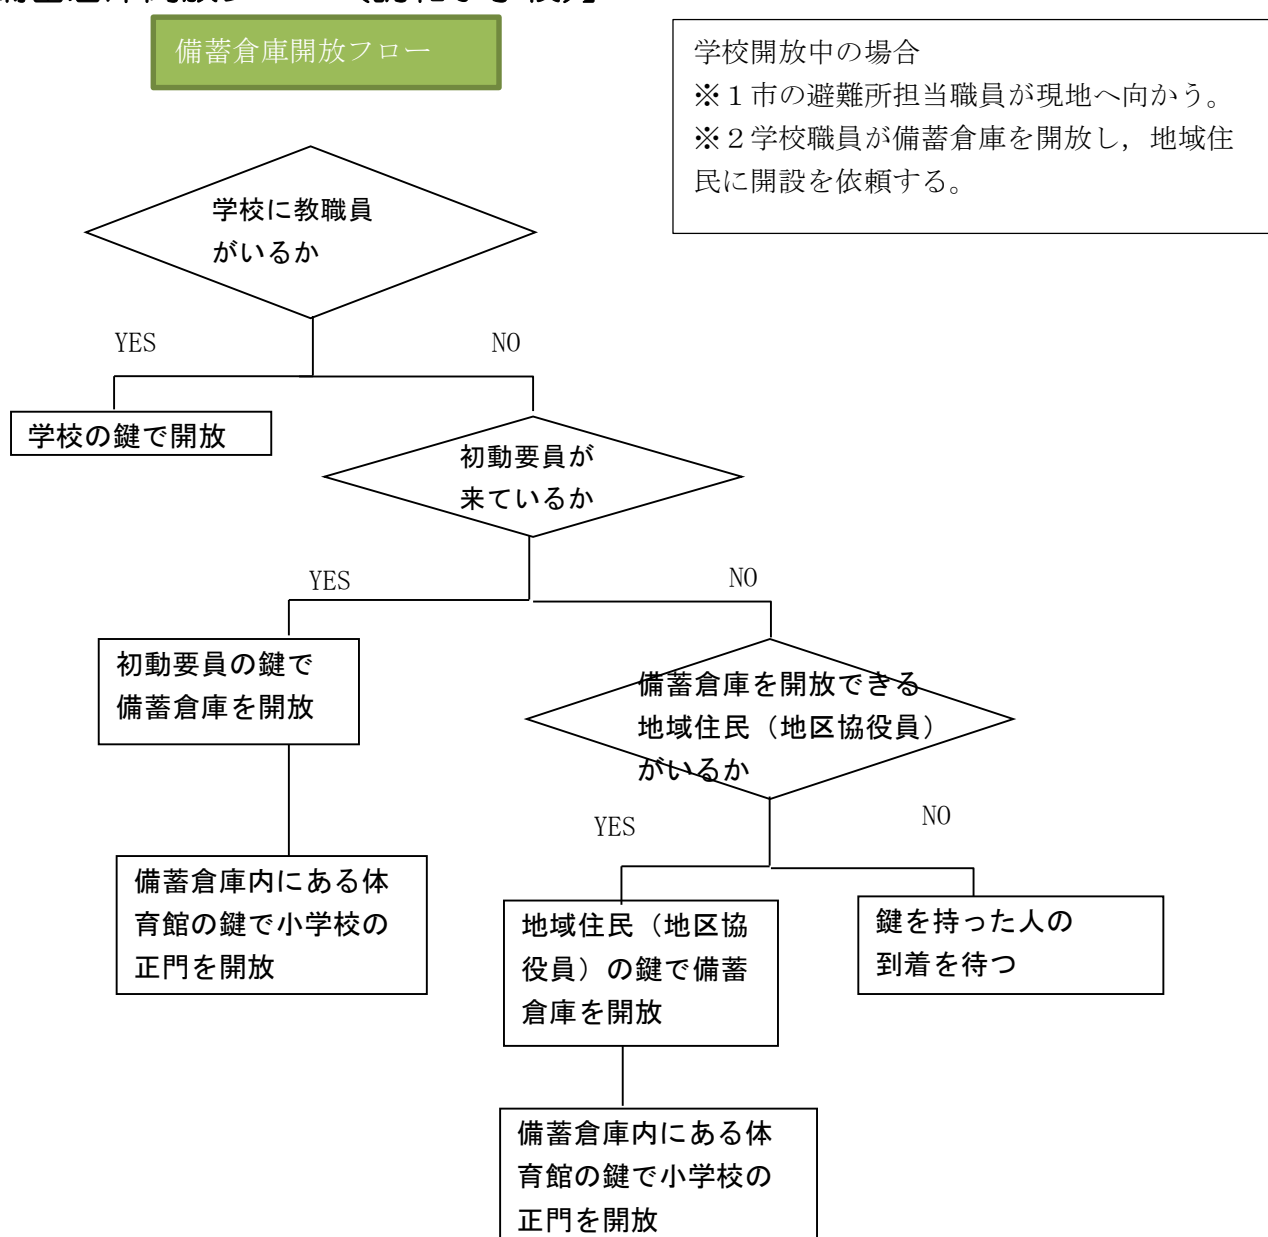 備蓄倉庫開放フロー
学校開放中の場合
※１市の避難所担当職員が現地へ向かう。
※２学校職員が備蓄倉庫を開放し，地域住
民に開設を依頼する。
学校に教職員
がいるか
YES
NO
学校の鍵で開放
初動要員が
来ているか
YES
NO
初動要員の鍵で
備蓄倉庫を開放
備蓄倉庫を開放できる
地域住民（地区協役員）
がいるか
YES
NO
備蓄倉庫内にある体
育館の鍵で小学校の
正門を開放
地域住民（地区協
役員）の鍵で備蓄
倉庫を開放
鍵を持った人の
到着を待つ
備蓄倉庫内にある体
育館の鍵で小学校の
正門を開放